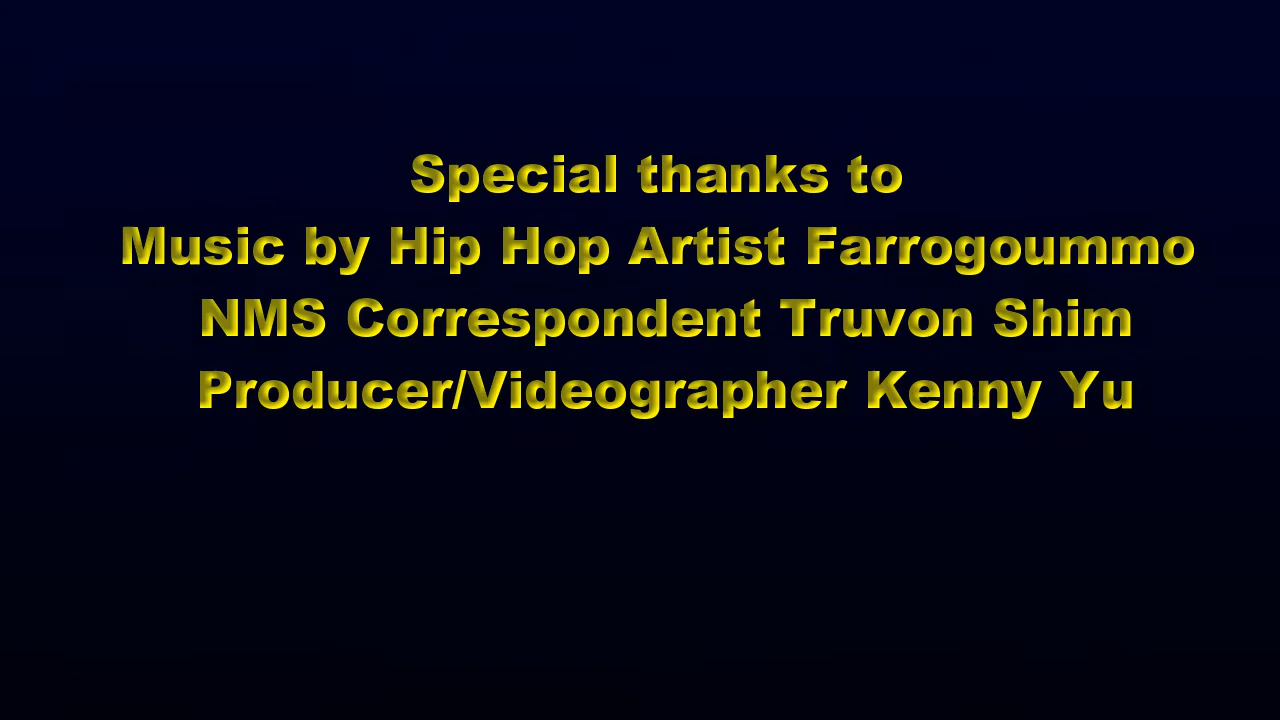 Special thanks to
Music by Hip Hop Artist Farrogoummo
NMS Correspondent Truvon Shim
Producer/Videographer Kenny Yu